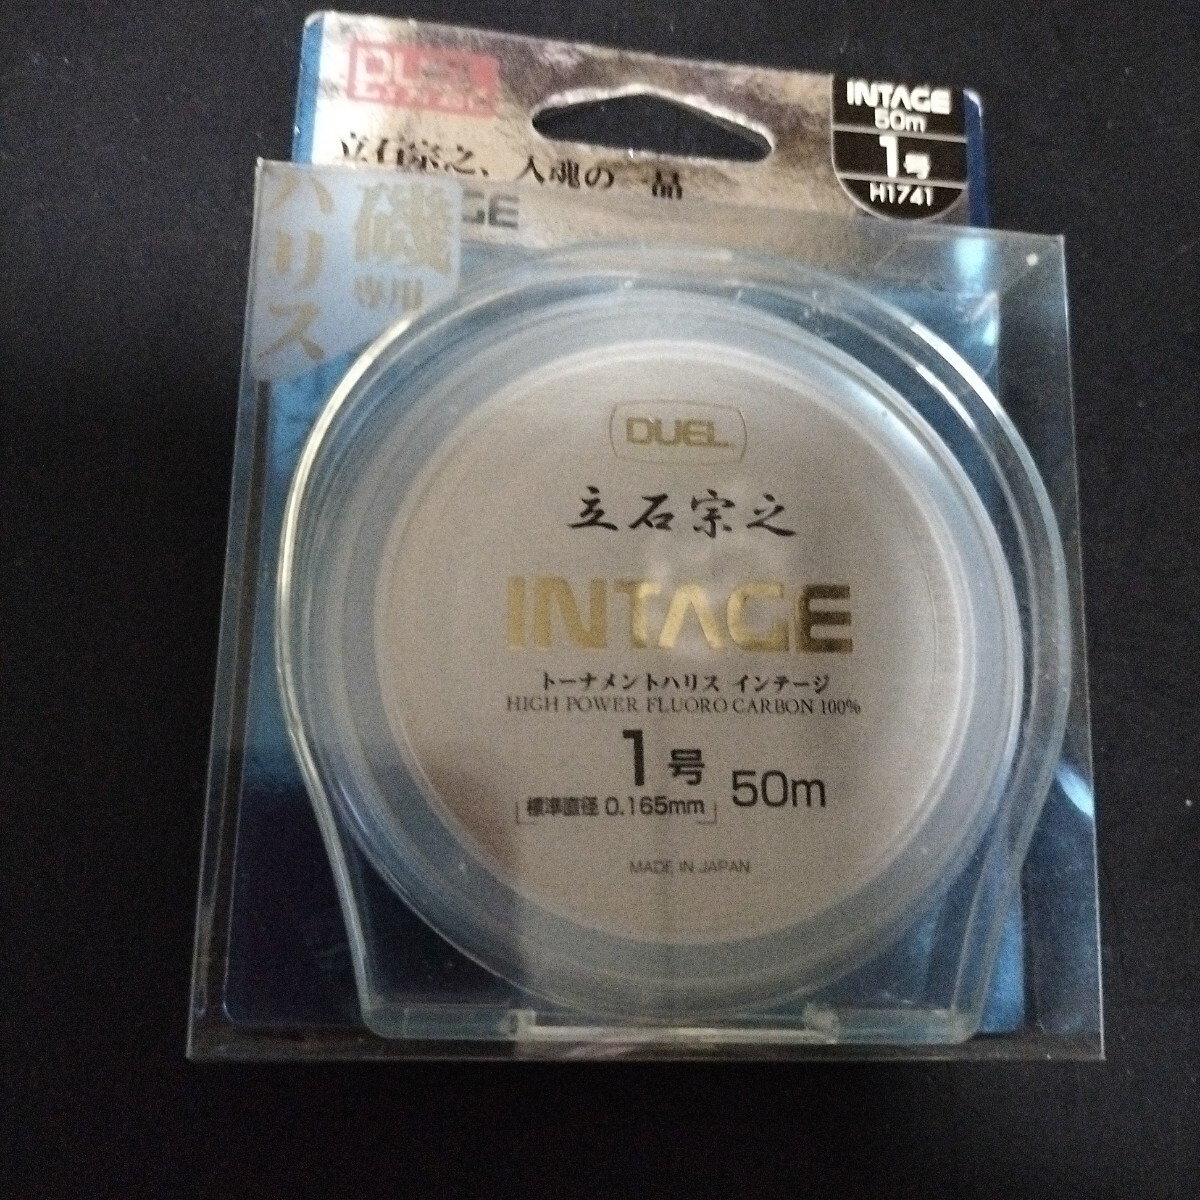 DUEL
INTAGE
50m
1号
H1741
立石宗之、入魂の一品
GE
磯
専用
ハリス
DUEL
立石宗之
INTAGE
トーナメントハリス インテージ
HIGH POWER FLUORO CARBON 100%
1号 50m
標準直径 0.165mm
MADE IN JAPAN